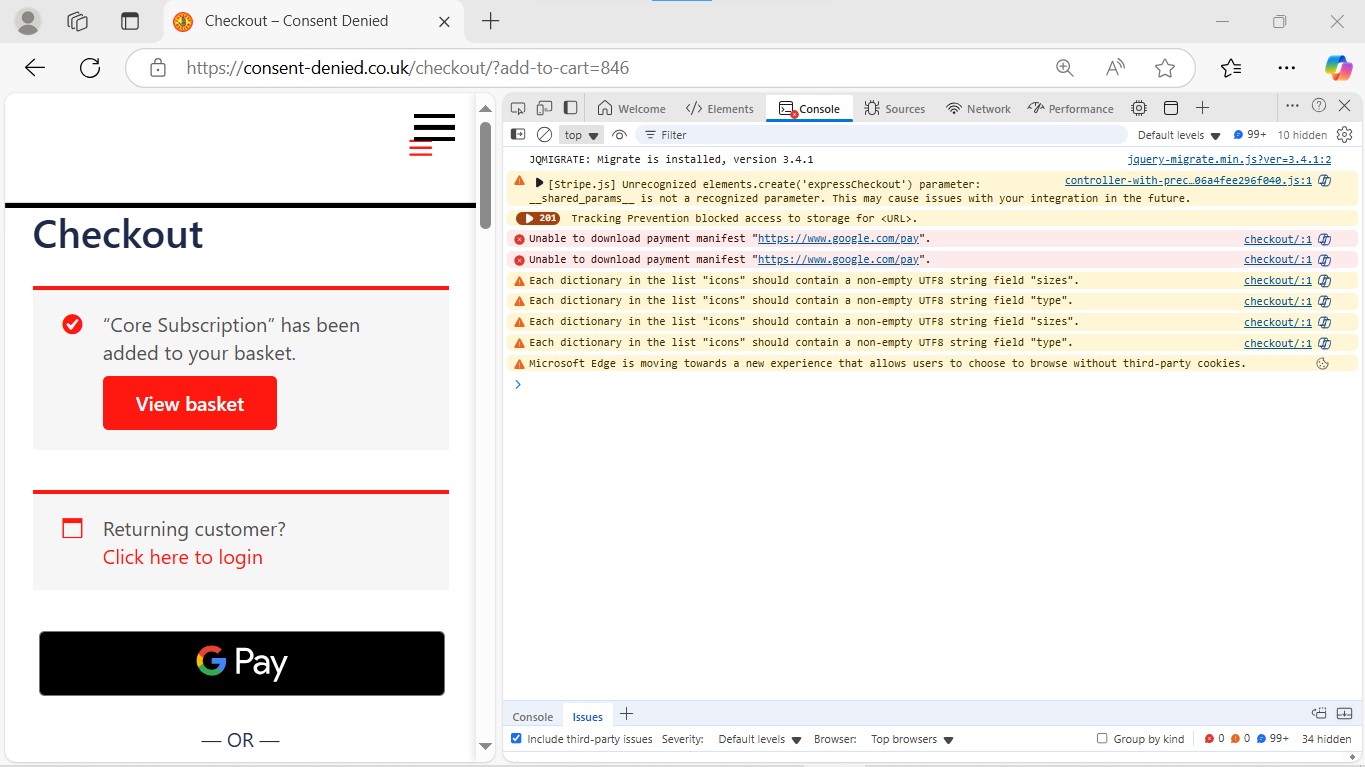 Checkout – Consent Denied
https://consent-denied.co.uk/checkout/?add-to-cart=846
Checkout
“Core Subscription” has been
added to your basket.
View basket
Returning customer?
Click here to login
G Pay
— OR —
Welcome
Elements
Console
Sources
Network
Performance
top
Filter
Default levels
99+
10 hidden
JQMIGRATE: Migrate is installed, version 3.4.1 jquery-migrate.min.js?ver=3.4.1:2
[Stripe.js] Unrecognized elements.create('expressCheckout') parameter: controller-with-prec…06a4fee296f040.js:1
__shared_params__ is not a recognized parameter. This may cause issues with your integration in the future.
201 Tracking Prevention blocked access to storage for <URL>.
Unable to download payment manifest "https://www.google.com/pay". checkout/:1
Unable to download payment manifest "https://www.google.com/pay". checkout/:1
Each dictionary in the list "icons" should contain a non-empty UTF8 string field "sizes". checkout/:1
Each dictionary in the list "icons" should contain a non-empty UTF8 string field "type". checkout/:1
Each dictionary in the list "icons" should contain a non-empty UTF8 string field "sizes". checkout/:1
Each dictionary in the list "icons" should contain a non-empty UTF8 string field "type". checkout/:1
Microsoft Edge is moving towards a new experience that allows users to choose to browse without third-party cookies.
Console
Issues
Include third-party issues
Severity:
Default levels
Browser:
Top browsers
Group by kind
0
0
99+
34 hidden